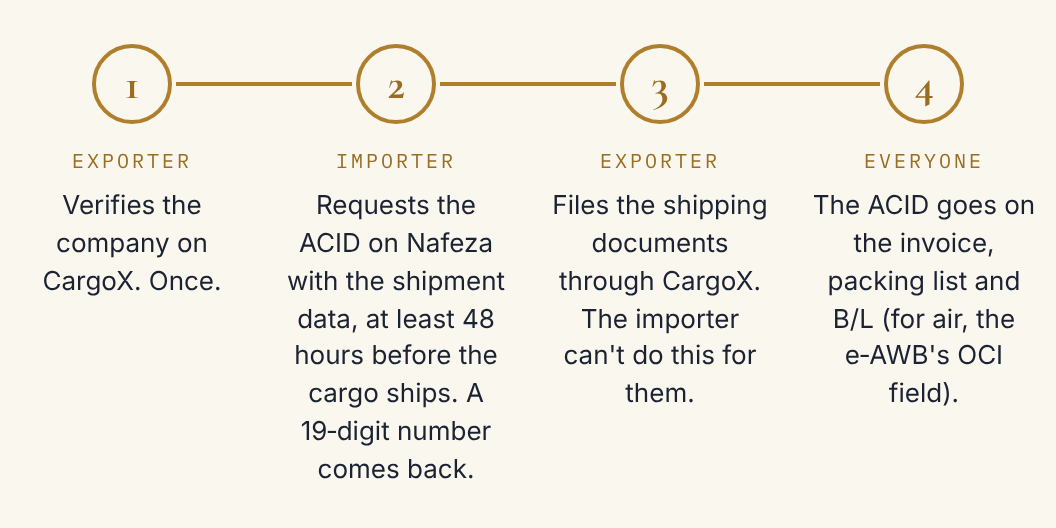 1
2
3
4
EXPORTER
Verifies the
company on
CargoX. Once.
IMPORTER
Requests the
ACID on Nafeza
with the shipment
data, at least 48
hours before the
cargo ships. A
19-digit number
comes back.
EXPORTER
Files the shipping
documents
through CargoX.
The importer
can't do this for
them.
EVERYONE
The ACID goes on
the invoice,
packing list and
B/L (for air, the
e-AWB's OCI
field).